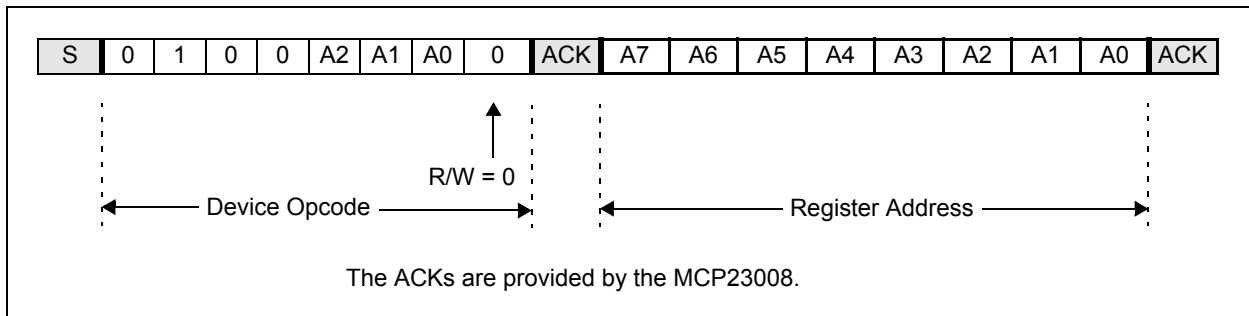 S 0 1 0 0 A2 A1 A0 0 ACK A7 A6 A5 A4 A3 A2 A1 A0 ACK
R/W = 0
Device Opcode Register Address
The ACKs are provided by the MCP23008.